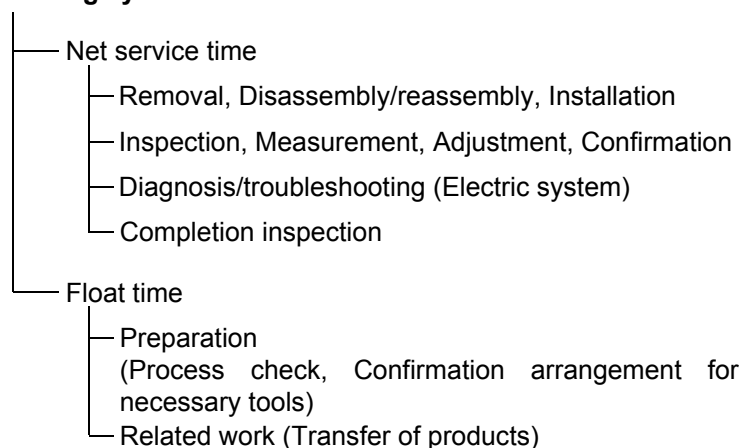 Net service time
Removal, Disassembly/reassembly, Installation
Inspection, Measurement, Adjustment, Confirmation
Diagnosis/troubleshooting (Electric system)
Completion inspection
Float time
Preparation
(Process check, Confirmation arrangement for
necessary tools)
Related work (Transfer of products)